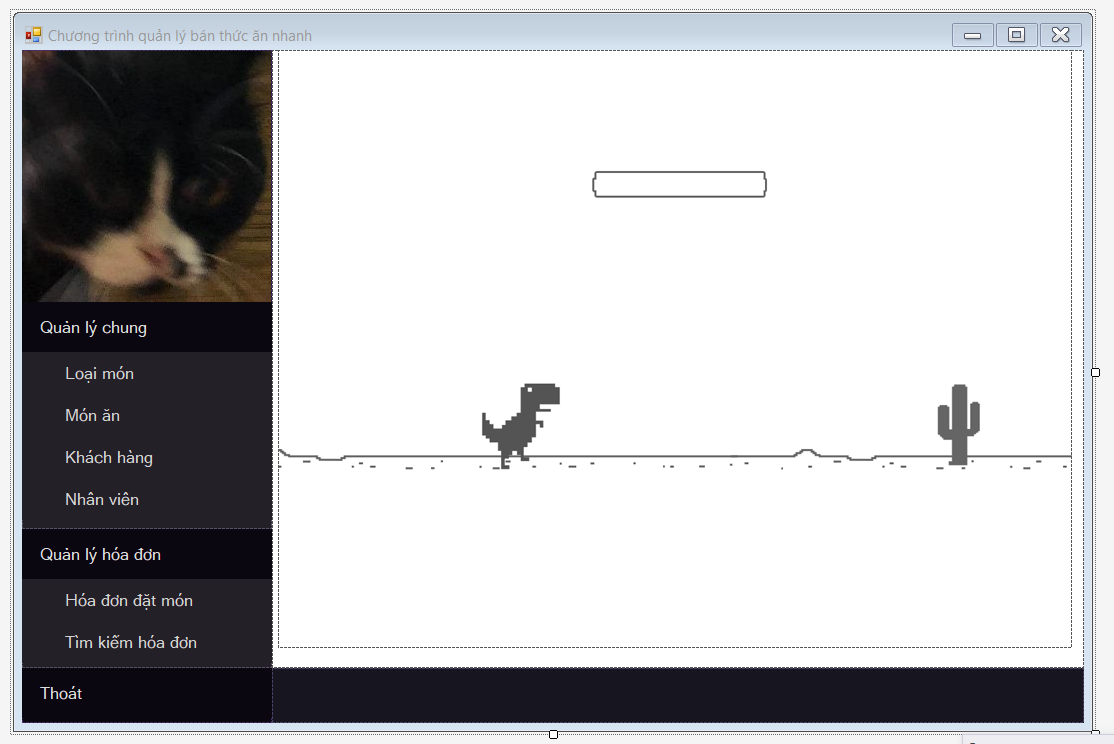 Chương trình quản lý bán thức ăn nhanh
Quản lý chung
Loại món
Món ăn
Khách hàng
Nhân viên
Quản lý hóa đơn
Hóa đơn đặt món
Tìm kiếm hóa đơn
Thoát